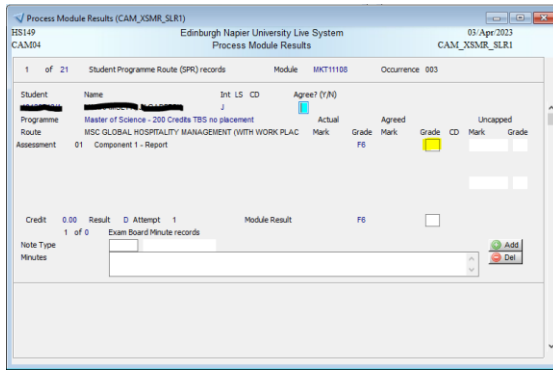 Process Module Results (CAM_XSMR_SLR1)
HS149 Edinburgh Napier University Live System 03/Apr/2023
CAM04 Process Module Results CAM_XSMR_SLR1
1 of 21 Student Programme Route (SPR) records Module MKT11108 Occurrence 003
Student Name Int LS CD Agree? (Y/N)
J
Programme Master of Science - 200 Credits TBS no placement Actual Agreed Uncapped
Route MSC GLOBAL HOSPITALITY MANAGEMENT (WITH WORK PLAC Mark Grade Mark Grade CD Mark Grade
Assessment 01 Component 1 - Report F6
Credit 0.00 Result D Attempt 1 Module Result F6
1 of 0 Exam Board Minute records
Note Type Add
Minutes Del